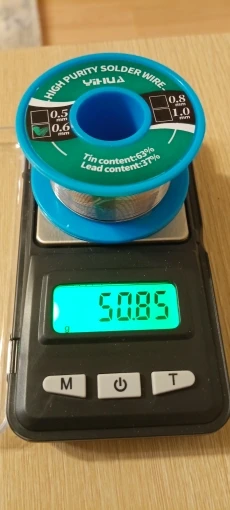 HIGH PURITY SOLDER WIRE
YIHUA
0.5
mm
0.6
mm
0.8
mm
1.0
mm
Tin content:63%
Lead content:37%
50.85
g
M
T